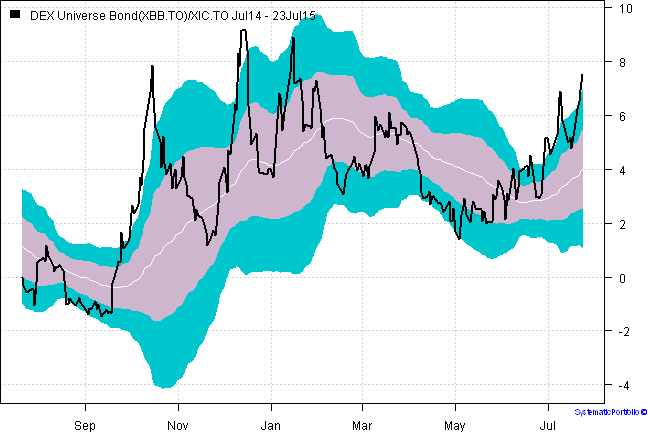 DEX Universe Bond(XBB.TO)/XIC.TO Jul14 - 23Jul15
10
8
6
4
2
0
-2
-4
Sep Nov Jan Mar May Jul
SystematicPortfolio ©